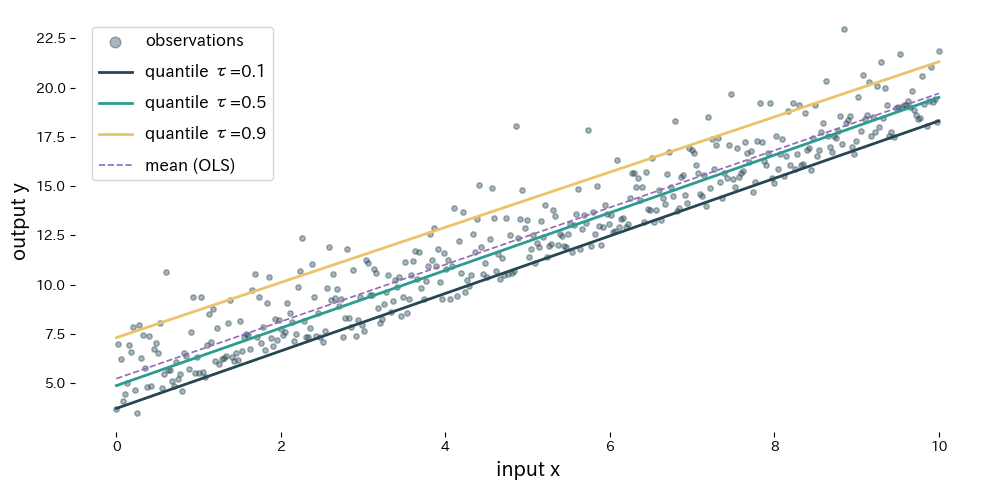 observations
quantile τ=0.1
quantile τ=0.5
quantile τ=0.9
mean (OLS)
output y
22.5
20.0
17.5
15.0
12.5
10.0
7.5
5.0
0 2 4 6 8 10
input x